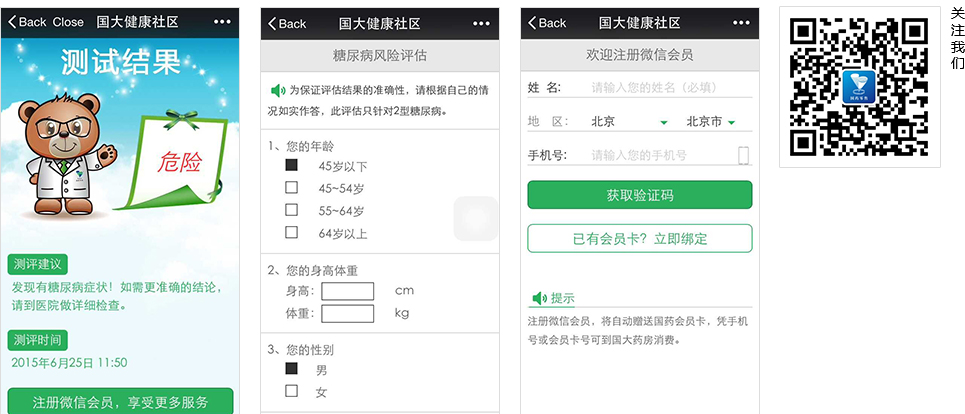 Back Close 国大健康社区
测试结果
危险
测评建议
发现有糖尿病症状！如需更准确的结论，
请到医院做详细检查。
测评时间
2015年6月25日 11:50
注册微信会员，享受更多服务
Back 国大健康社区
糖尿病风险评估
为保证评估结果的准确性，请根据自己的情
况如实作答，此评估只针对2型糖尿病。
1、您的年龄
45岁以下
45~54岁
55~64岁
64岁以上
2、您的身高体重
身高： cm
体重： kg
3、您的性别
男
女
Back 国大健康社区
欢迎注册微信会员
姓 名: 请输入您的姓名（必填）
地 区： 北京 北京市
手机号: 请输入您的手机号
获取验证码
已有会员卡？立即绑定
提示
注册微信会员，将自动赠送国药会员卡，凭手机
号或会员卡号可到国大药房消费。
关
注
我
们